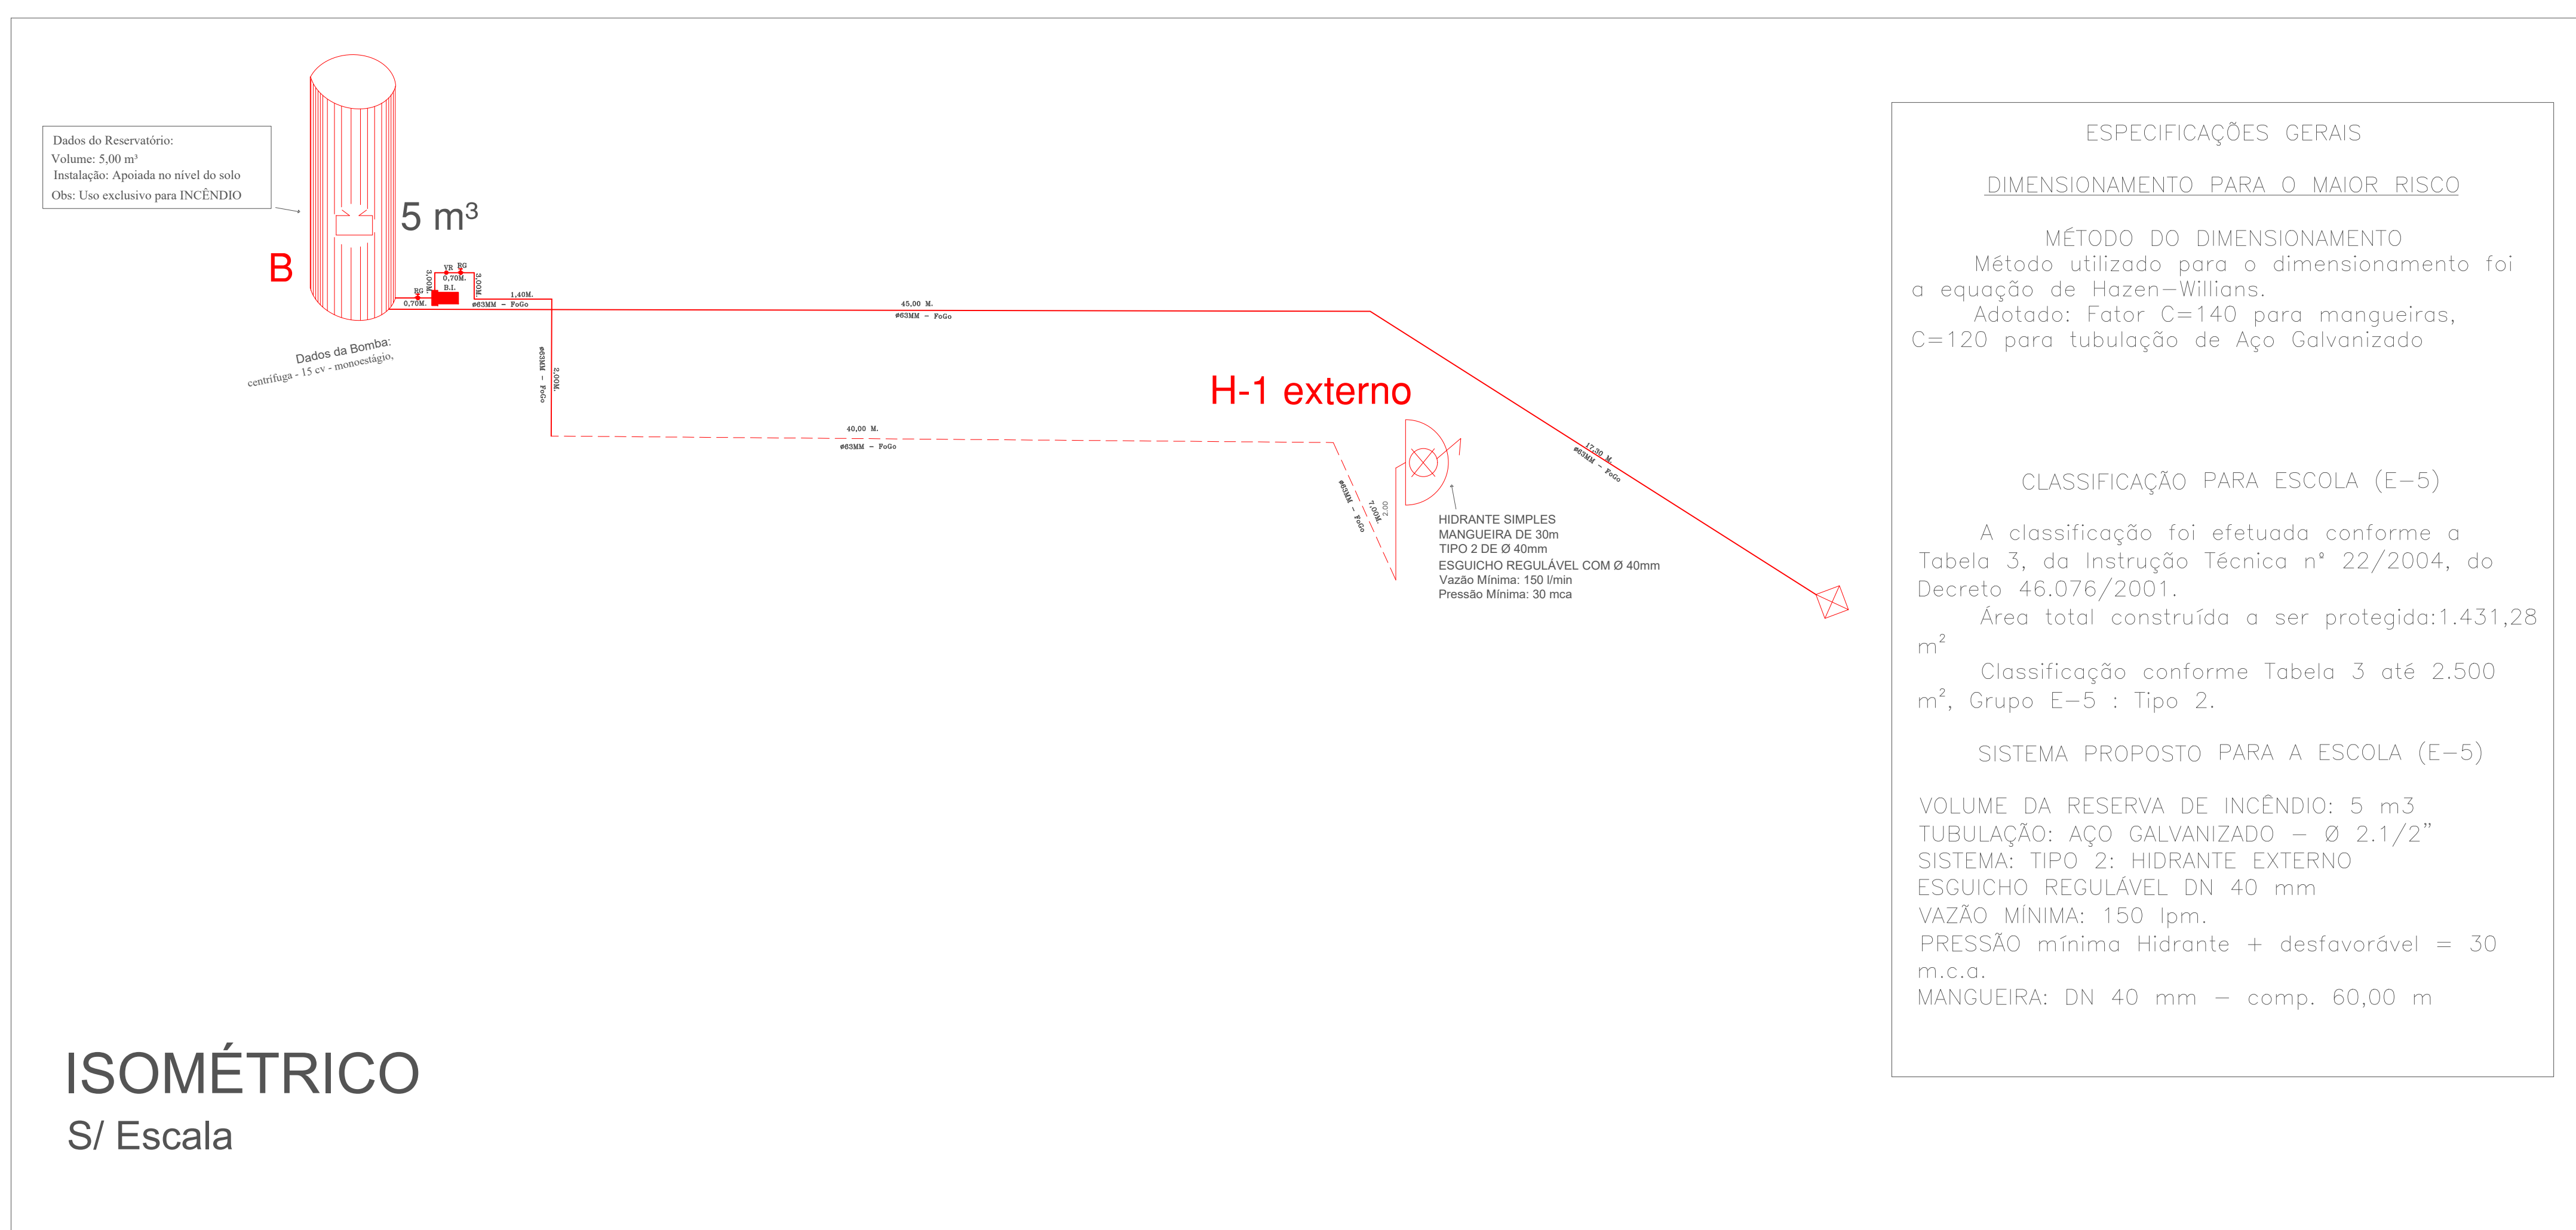 Dados do Reservatório:
Volume: 5,00 m³
Instalação: Apoiada no nível do solo
Obs: Uso exclusivo para INCÊNDIO
5 m³
B
RG
0,70M.
3,00M.
VR RG
0,70M.
B.I.
3,00M.
1,40M.
ø63MM - FoGo
45,00 M.
ø63MM - FoGo
Dados da Bomba:
centrífuga - 15 cv - monoestágio,
ø63MM - FoGo
2,00M.
40,00 M.
ø63MM - FoGo
H-1 externo
ø63MM - FoGo
7,00M.
2.00
17,30 M.
ø63MM - FoGo
HIDRANTE SIMPLES
MANGUEIRA DE 30m
TIPO 2 DE Ø 40mm
ESGUICHO REGULÁVEL COM Ø 40mm
Vazão Mínima: 150 l/min
Pressão Mínima: 30 mca
ISOMÉTRICO
S/ Escala
ESPECIFICAÇÕES GERAIS
DIMENSIONAMENTO PARA O MAIOR RISCO
MÉTODO DO DIMENSIONAMENTO
Método utilizado para o dimensionamento foi
a equação de Hazen-Willians.
Adotado: Fator C=140 para mangueiras,
C=120 para tubulação de Aço Galvanizado
CLASSIFICAÇÃO PARA ESCOLA (E-5)
A classificação foi efetuada conforme a
Tabela 3, da Instrução Técnica n° 22/2004, do
Decreto 46.076/2001.
Área total construída a ser protegida:1.431,28
m²
Classificação conforme Tabela 3 até 2.500
m², Grupo E-5 : Tipo 2.
SISTEMA PROPOSTO PARA A ESCOLA (E-5)
VOLUME DA RESERVA DE INCÊNDIO: 5 m3
TUBULAÇÃO: AÇO GALVANIZADO - Ø 2.1/2"
SISTEMA: TIPO 2: HIDRANTE EXTERNO
ESGUICHO REGULÁVEL DN 40 mm
VAZÃO MÍNIMA: 150 lpm.
PRESSÃO mínima Hidrante + desfavorável = 30
m.c.a.
MANGUEIRA: DN 40 mm - comp. 60,00 m